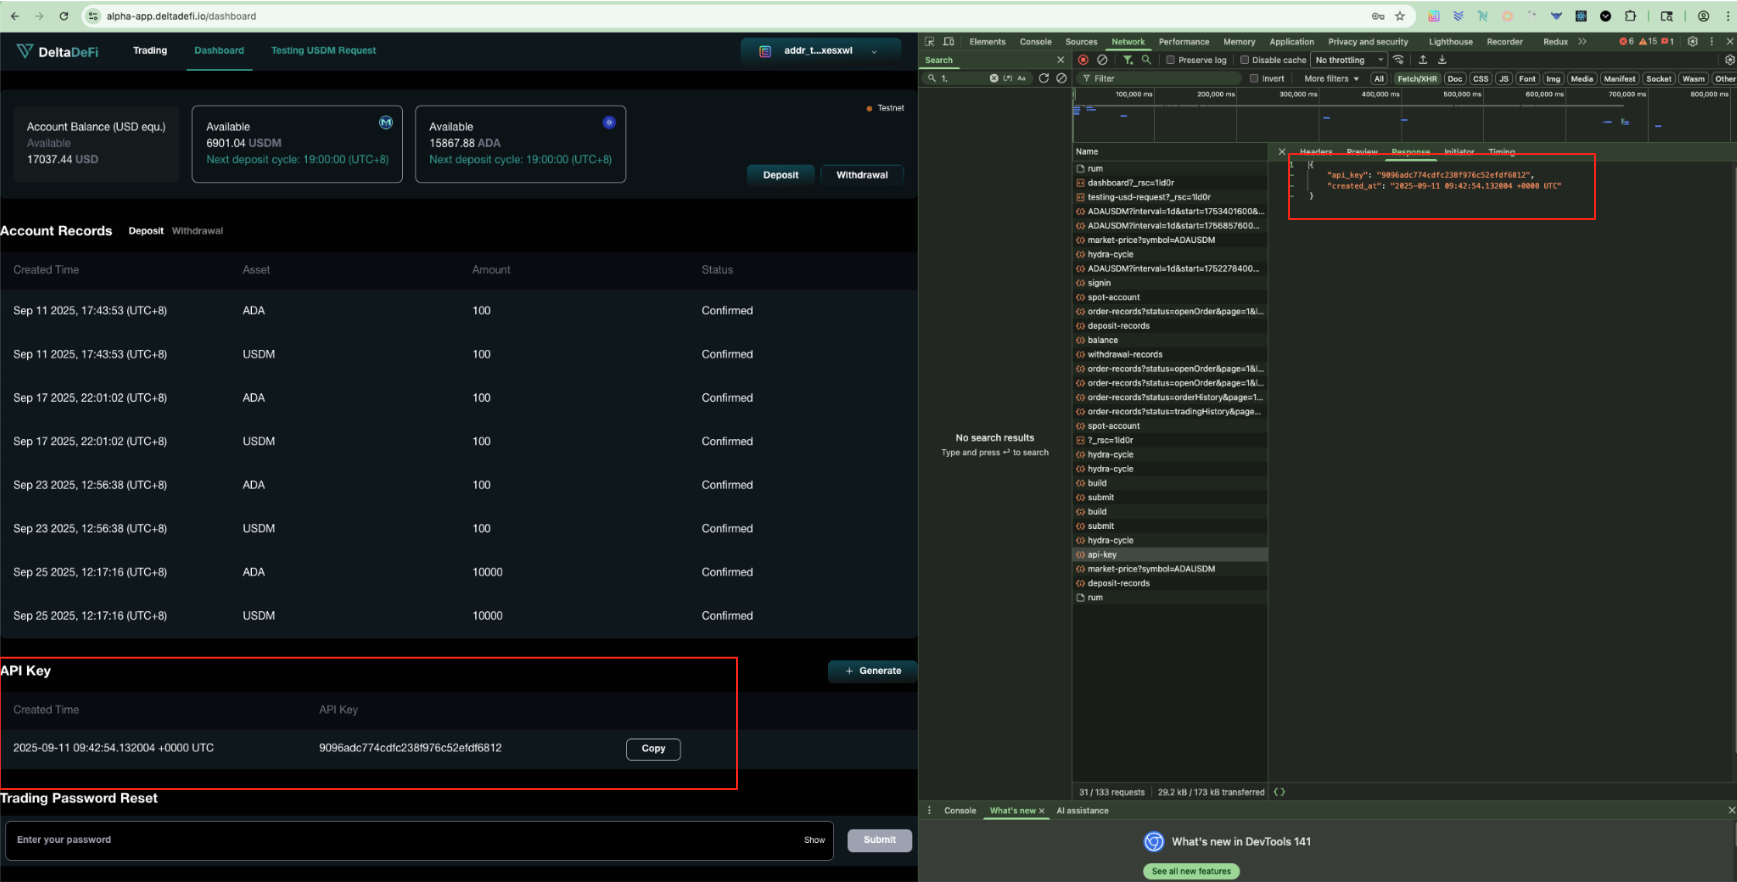 alpha-app.deltadefi.io/dashboard
DeltaDeFi
Trading
Dashboard
Testing USDM Request
addr_t...xesxwl
Testnet
Account Balance (USD equ.)
Available
17037.44 USD
Available
6901.04 USDM
Next deposit cycle: 19:00:00 (UTC+8)
Available
15867.88 ADA
Next deposit cycle: 19:00:00 (UTC+8)
Deposit
Withdrawal
Account Records Deposit Withdrawal
Created Time Asset Amount Status
Sep 11 2025, 17:43:53 (UTC+8) ADA 100 Confirmed
Sep 11 2025, 17:43:53 (UTC+8) USDM 100 Confirmed
Sep 17 2025, 22:01:02 (UTC+8) ADA 100 Confirmed
Sep 17 2025, 22:01:02 (UTC+8) USDM 100 Confirmed
Sep 23 2025, 12:56:38 (UTC+8) ADA 100 Confirmed
Sep 23 2025, 12:56:38 (UTC+8) USDM 100 Confirmed
Sep 25 2025, 12:17:16 (UTC+8) ADA 10000 Confirmed
Sep 25 2025, 12:17:16 (UTC+8) USDM 10000 Confirmed
API Key
+ Generate
Created Time API Key
2025-09-11 09:42:54.132004 +0000 UTC 9096adc774cdfc238f976c52efdf6812 Copy
Trading Password Reset
Enter your password Show Submit
Elements Console Sources Network Performance Memory Application Privacy and security Lighthouse Recorder Redux 6 15 1
Search
1.
Aa
No search results
Type and press ↵ to search
Preserve log Disable cache No throttling
Filter Invert More filters All Fetch/XHR Doc CSS JS Font Img Media Manifest Socket Wasm Other
100,000 ms 200,000 ms 300,000 ms 400,000 ms 500,000 ms 600,000 ms 700,000 ms 800,000 ms
Name
rum
dashboard?_rsc=1ld0r
testing-usd-request?_rsc=1ld0r
ADAUSDM?interval=1d&start=1753401600&...
ADAUSDM?interval=1d&start=1756857600...
market-price?symbol=ADAUSDM
hydra-cycle
ADAUSDM?interval=1d&start=1752278400...
signin
spot-account
order-records?status=openOrder&page=1&l...
deposit-records
balance
withdrawal-records
order-records?status=openOrder&page=1&l...
order-records?status=openOrder&page=1&l...
order-records?status=orderHistory&page=1...
order-records?status=tradingHistory&page...
spot-account
?_rsc=1ld0r
hydra-cycle
hydra-cycle
build
submit
build
submit
hydra-cycle
api-key
market-price?symbol=ADAUSDM
deposit-records
rum
Headers Preview Response Initiator Timing
1 {
"api_key": "9096adc774cdfc238f976c52efdf6812",
"created_at": "2025-09-11 09:42:54.132004 +0000 UTC"
}
31 / 133 requests 29.2 kB / 173 kB transferred {}
Console What's new AI assistance
What's new in DevTools 141
See all new features